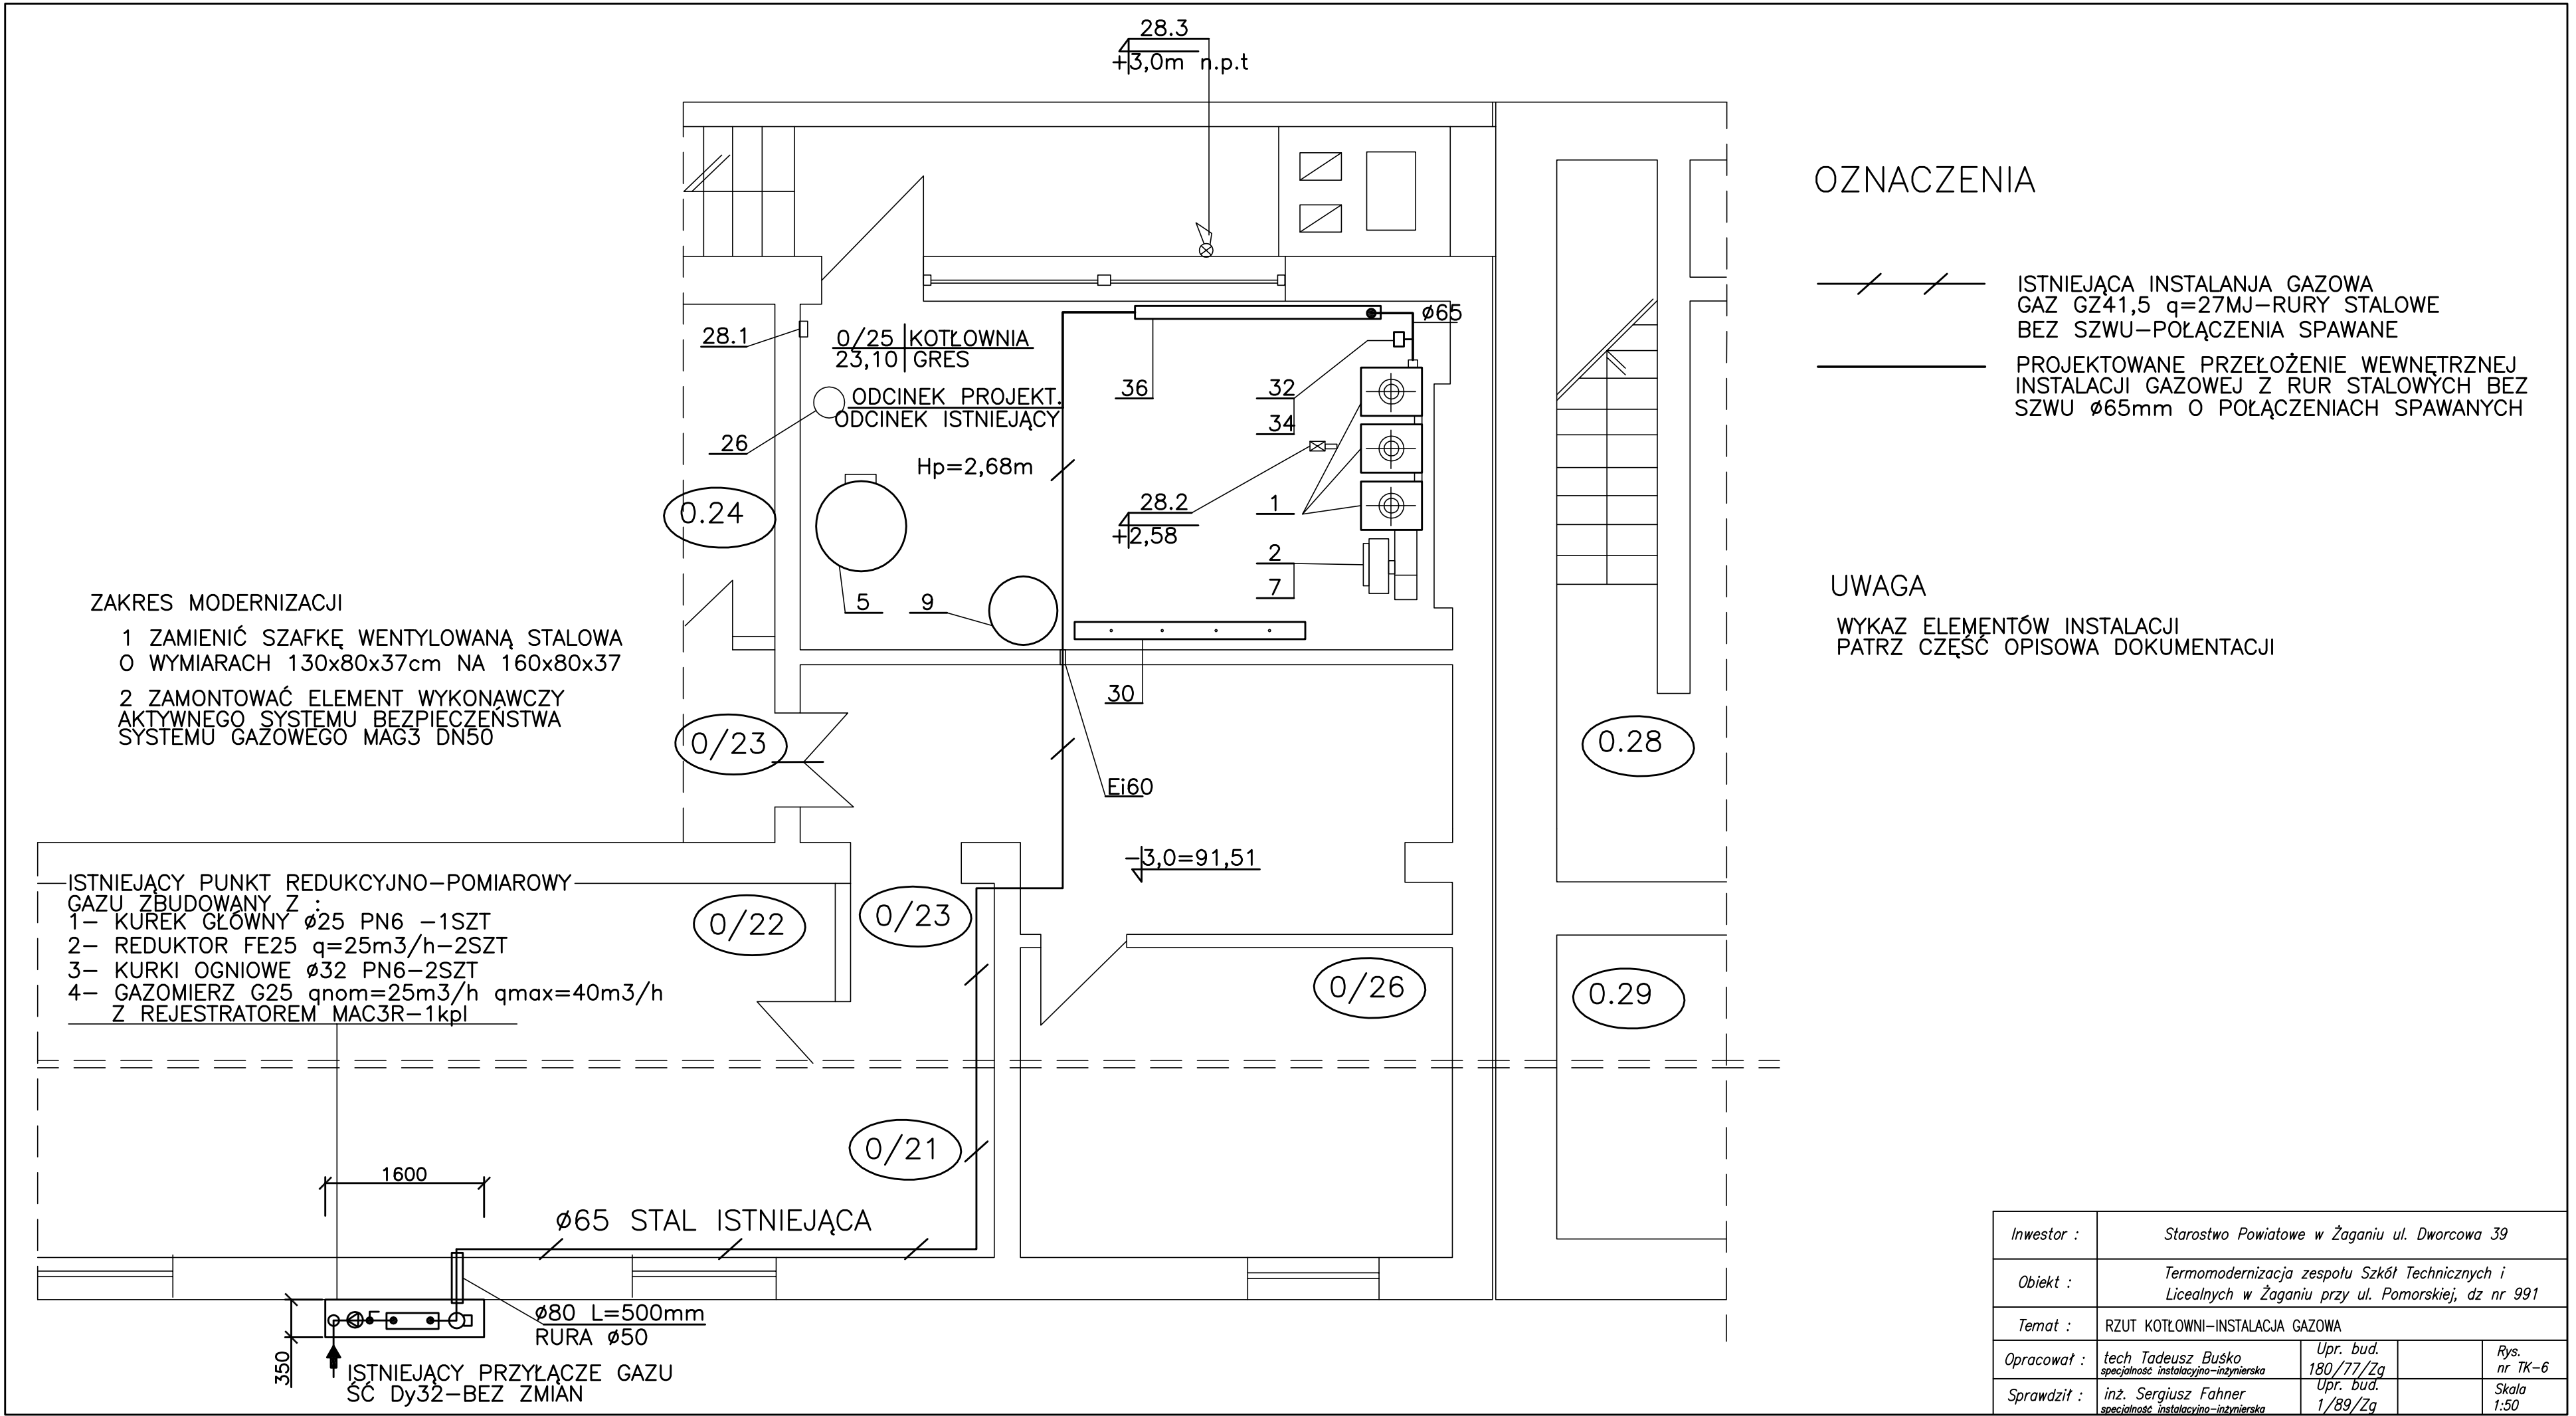 28.3
+3,0m n.p.t
OZNACZENIA
ISTNIEJĄCA INSTALANJA GAZOWA
GAZ GZ41,5 q=27MJ-RURY STALOWE
BEZ SZWU-POŁĄCZENIA SPAWANE
PROJEKTOWANE PRZEŁOŻENIE WEWNĘTRZNEJ
INSTALACJI GAZOWEJ Z RUR STALOWYCH BEZ
SZWU ø65mm O POŁĄCZENIACH SPAWANYCH
UWAGA
WYKAZ ELEMENTÓW INSTALACJI
PATRZ CZĘŚĆ OPISOWA DOKUMENTACJI
ø65
28.1
0/25 KOTŁOWNIA
23,10 GRES
36
32
34
ODCINEK PROJEKT.
ODCINEK ISTNIEJĄCY
26
Hp=2,68m
0.24
28.2
+2,58
1
2
7
5
9
30
Ei60
ZAKRES MODERNIZACJI
1 ZAMIENIĆ SZAFKĘ WENTYLOWANĄ STALOWA
O WYMIARACH 130x80x37cm NA 160x80x37
2 ZAMONTOWAĆ ELEMENT WYKONAWCZY
AKTYWNEGO SYSTEMU BEZPIECZEŃSTWA
SYSTEMU GAZOWEGO MAG3 DN50
0/23
0.28
-3,0=91,51
ISTNIEJĄCY PUNKT REDUKCYJNO-POMIAROWY
GAZU ZBUDOWANY Z :
1- KUREK GŁÓWNY ø25 PN6 -1SZT
2- REDUKTOR FE25 q=25m3/h-2SZT
3- KURKI OGNIOWE ø32 PN6-2SZT
4- GAZOMIERZ G25 qnom=25m3/h qmax=40m3/h
Z REJESTRATOREM MAC3R-1kpl
0/22
0/23
0/26
0.29
0/21
1600
ø65 STAL ISTNIEJĄCA
ø80 L=500mm
RURA ø50
350
ISTNIEJĄCY PRZYŁĄCZE GAZU
ŚĆ Dy32-BEZ ZMIAN
Inwestor : Starostwo Powiatowe w Żaganiu ul. Dworcowa 39
Obiekt : Termomodernizacja zespołu Szkół Technicznych i
Licealnych w Żaganiu przy ul. Pomorskiej, dz nr 991
Temat : RZUT KOTŁOWNI-INSTALACJA GAZOWA
Opracował : tech Tadeusz Buśko
specjalność instalacyjno-inżynierska
Upr. bud.
180/77/Zg
Rys.
nr TK-6
Sprawdził : inż. Sergiusz Fahner
specjalność instalacyjno-inżynierska
Upr. bud.
1/89/Zg
Skala
1:50